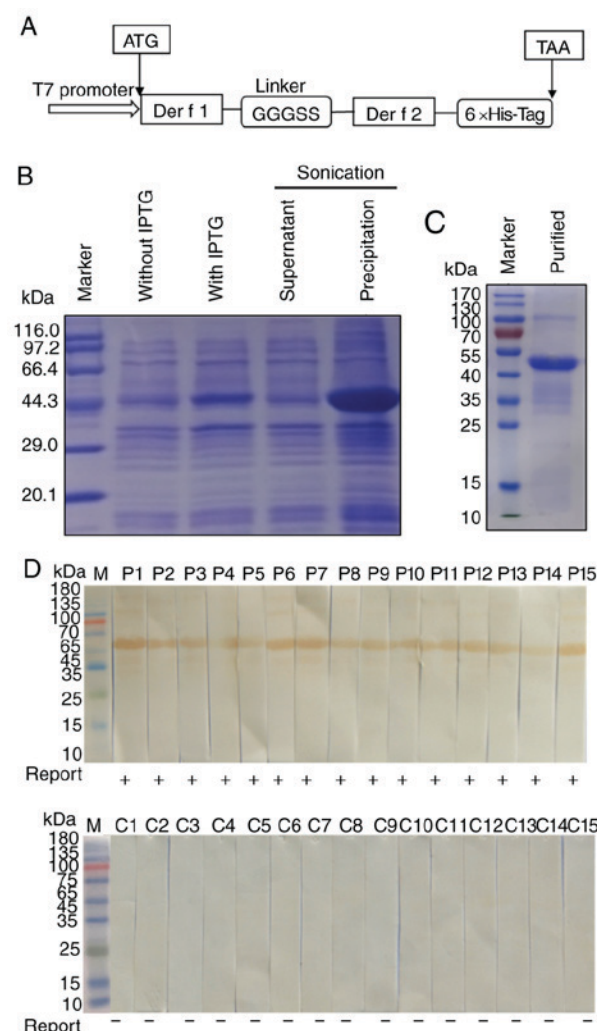 A
ATG
TAA
T7 promoter
Linker
Der f 1
GGGSS
Der f 2
6 ×His-Tag
B
Sonication
kDa
Marker
Without IPTG
With IPTG
Supernatant
Precipitation
116.0
97.2
66.4
44.3
29.0
20.1
C
kDa
Marker
Purified
170
130
100
70
55
40
35
25
15
10
D
kDa M P1 P2 P3 P4 P5 P6 P7 P8 P9 P10 P11 P12 P13 P14 P15
180
135
100
70
65
45
35
25
15
10
Report + + + + + + + + + + + + + + +
kDa M C1 C2 C3 C4 C5 C6 C7 C8 C9 C10 C11 C12 C13 C14 C15
180
135
100
75
65
45
35
25
15
10
Report − − − − − − − − − − − − − − −